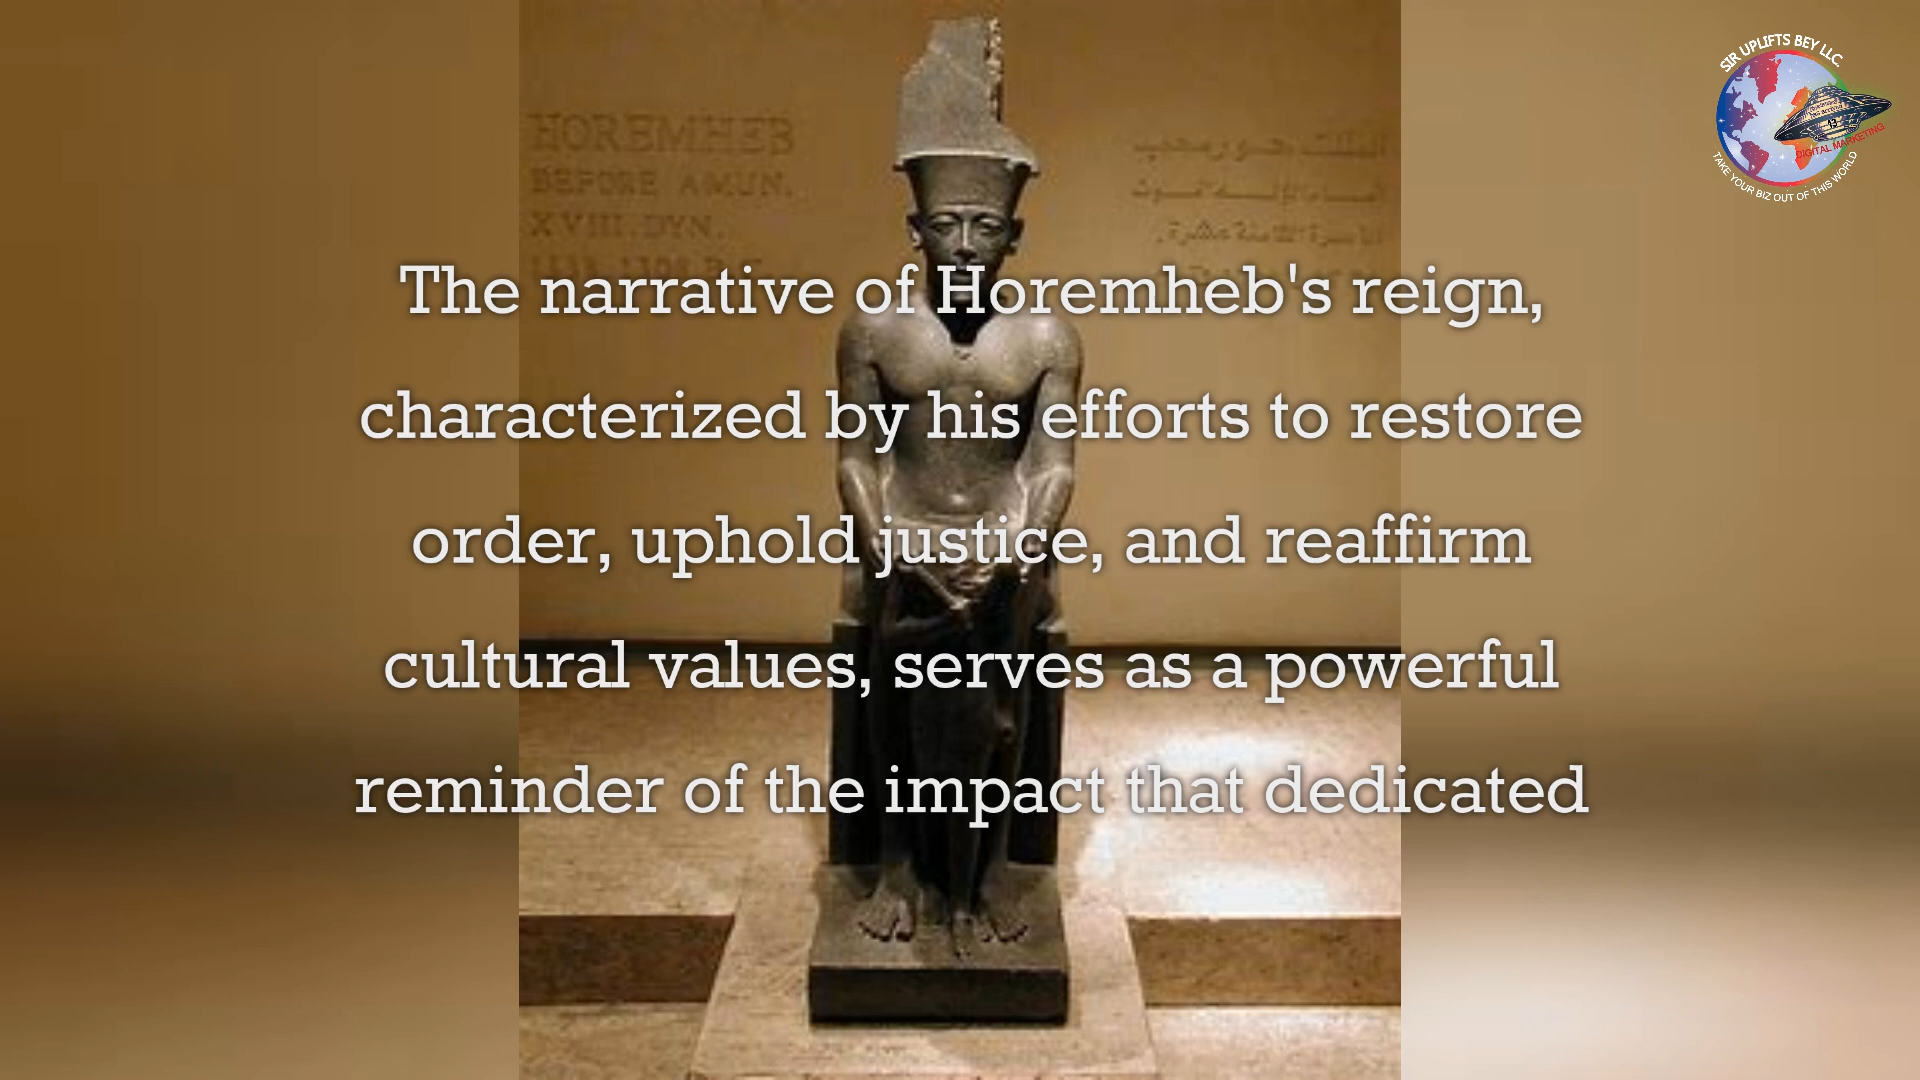 SIR UPLIFTS BEY LLC.
DIGITAL MARKETING
TAKE YOUR BIZ OUT OF THIS WORLD
HOREMHEB
BEFORE AMUN.
XVIII.DYN.
The narrative of Horemheb's reign,
characterized by his efforts to restore
order, uphold justice, and reaffirm
cultural values, serves as a powerful
reminder of the impact that dedicated